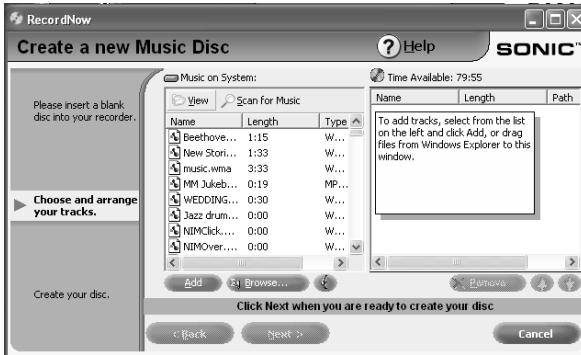 RecordNow
Create a new Music Disc
? Help
SONIC™
Please insert a blank
disc into your recorder.
Choose and arrange
your tracks.
Create your disc.
Music on System:
View Scan for Music
Name Length Type
Beethove... 1:15 W...
New Stori... 1:33 W...
music.wma 3:33 W...
MM Jukeb... 0:19 MP...
WEDDING... 0:30 W...
Jazz drum... 0:00 W...
NIMClick.... 0:00 W...
NIMOver.... 0:00 W...
Add Browse...
Time Available: 79:55
Name Length Path
To add tracks, select from the list
on the left and click Add, or drag
files from Windows Explorer to this
window.
Remove
Click Next when you are ready to create your disc
< Back Next > Cancel